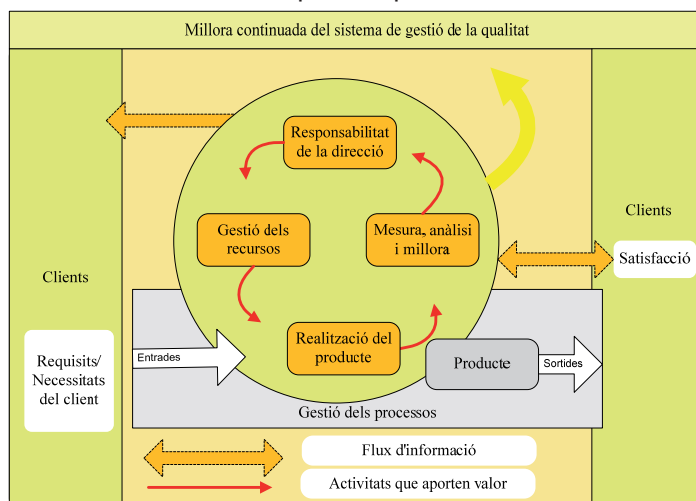 Millora continuada del sistema de gestió de la qualitat
Responsabilitat
de la direcció
Gestió dels
recursos
Mesura, anàlisi
i millora
Realització del
producte
Clients
Requisits/
Necessitats
del client
Entrades
Producte
Sortides
Clients
Satisfacció
Gestió dels processos
Flux d'informació
Activitats que aporten valor